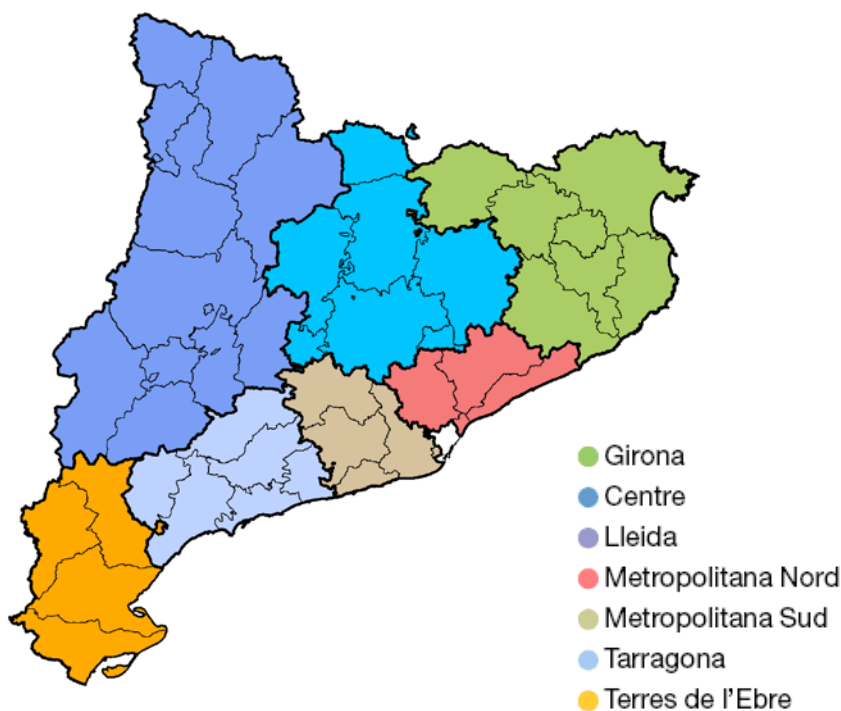 Girona
Centre
Lleida
Metropolitana Nord
Metropolitana Sud
Tarragona
Terres de l'Ebre